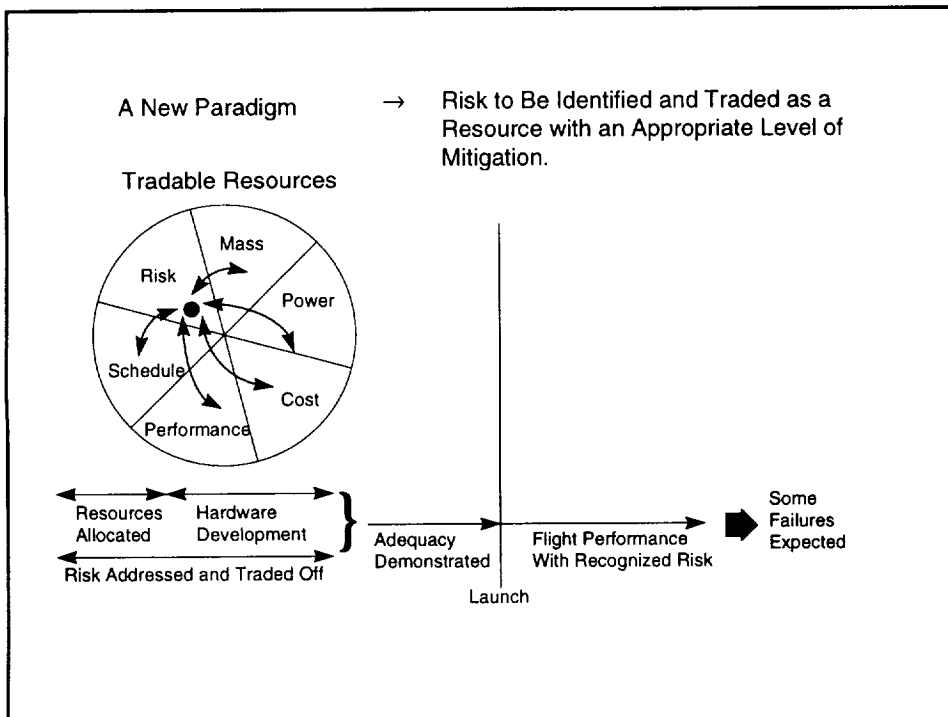 A New Paradigm → Risk to Be Identified and Traded as a
Resource with an Appropriate Level of
Mitigation.
Tradable Resources
Mass
Risk
Power
Schedule
Cost
Performance
Resources
Allocated
Hardware
Development
Risk Addressed and Traded Off
Adequacy
Demonstrated
Launch
Flight Performance
With Recognized Risk
Some
Failures
Expected